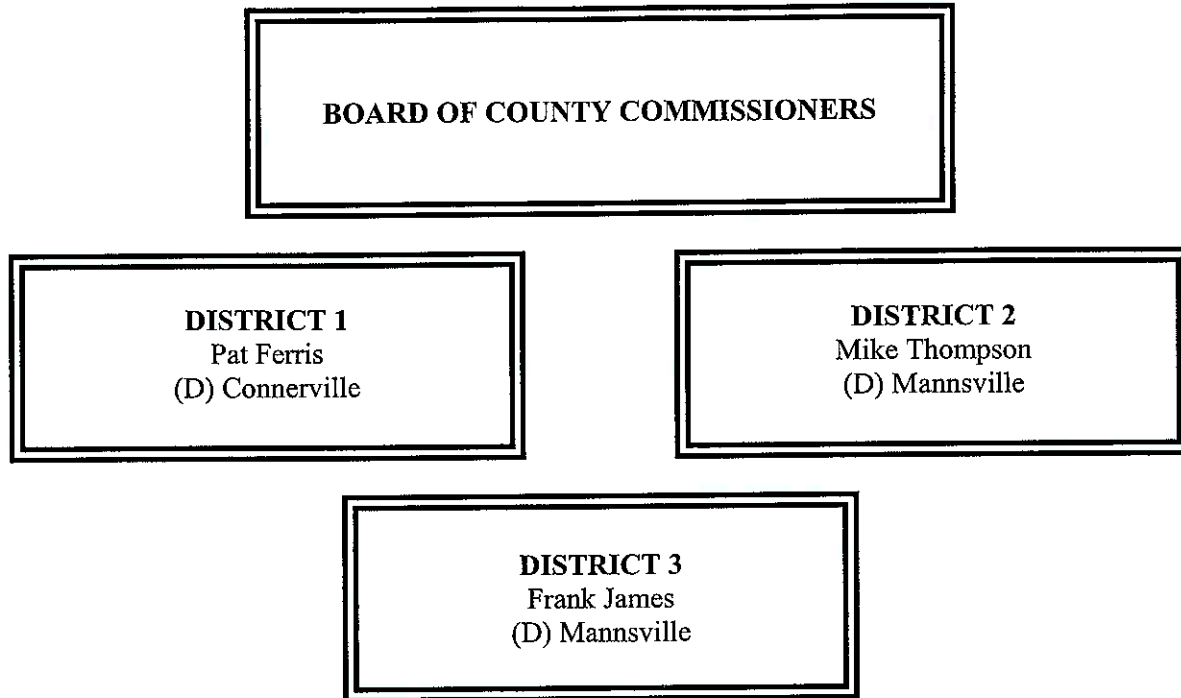 BOARD OF COUNTY COMMISSIONERS
DISTRICT 1
Pat Ferris
(D) Connerville
DISTRICT 2
Mike Thompson
(D) Mannsville
DISTRICT 3
Frank James
(D) Mannsville